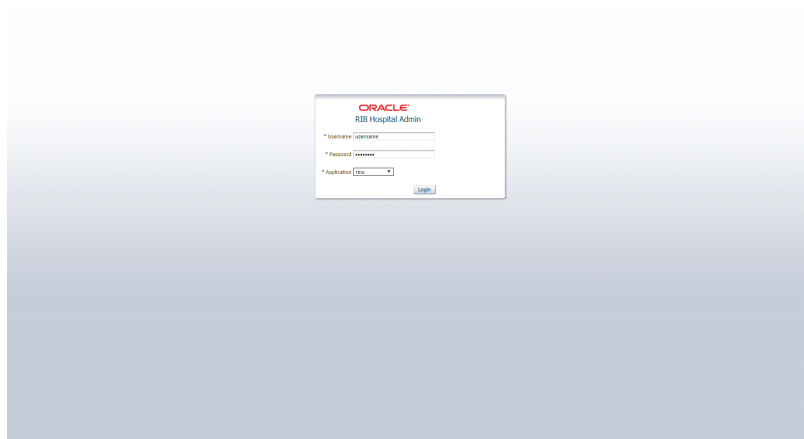 ORACLE
RIB Hospital Admin
* Username username
* Password ••••••••
* Application rms
Login